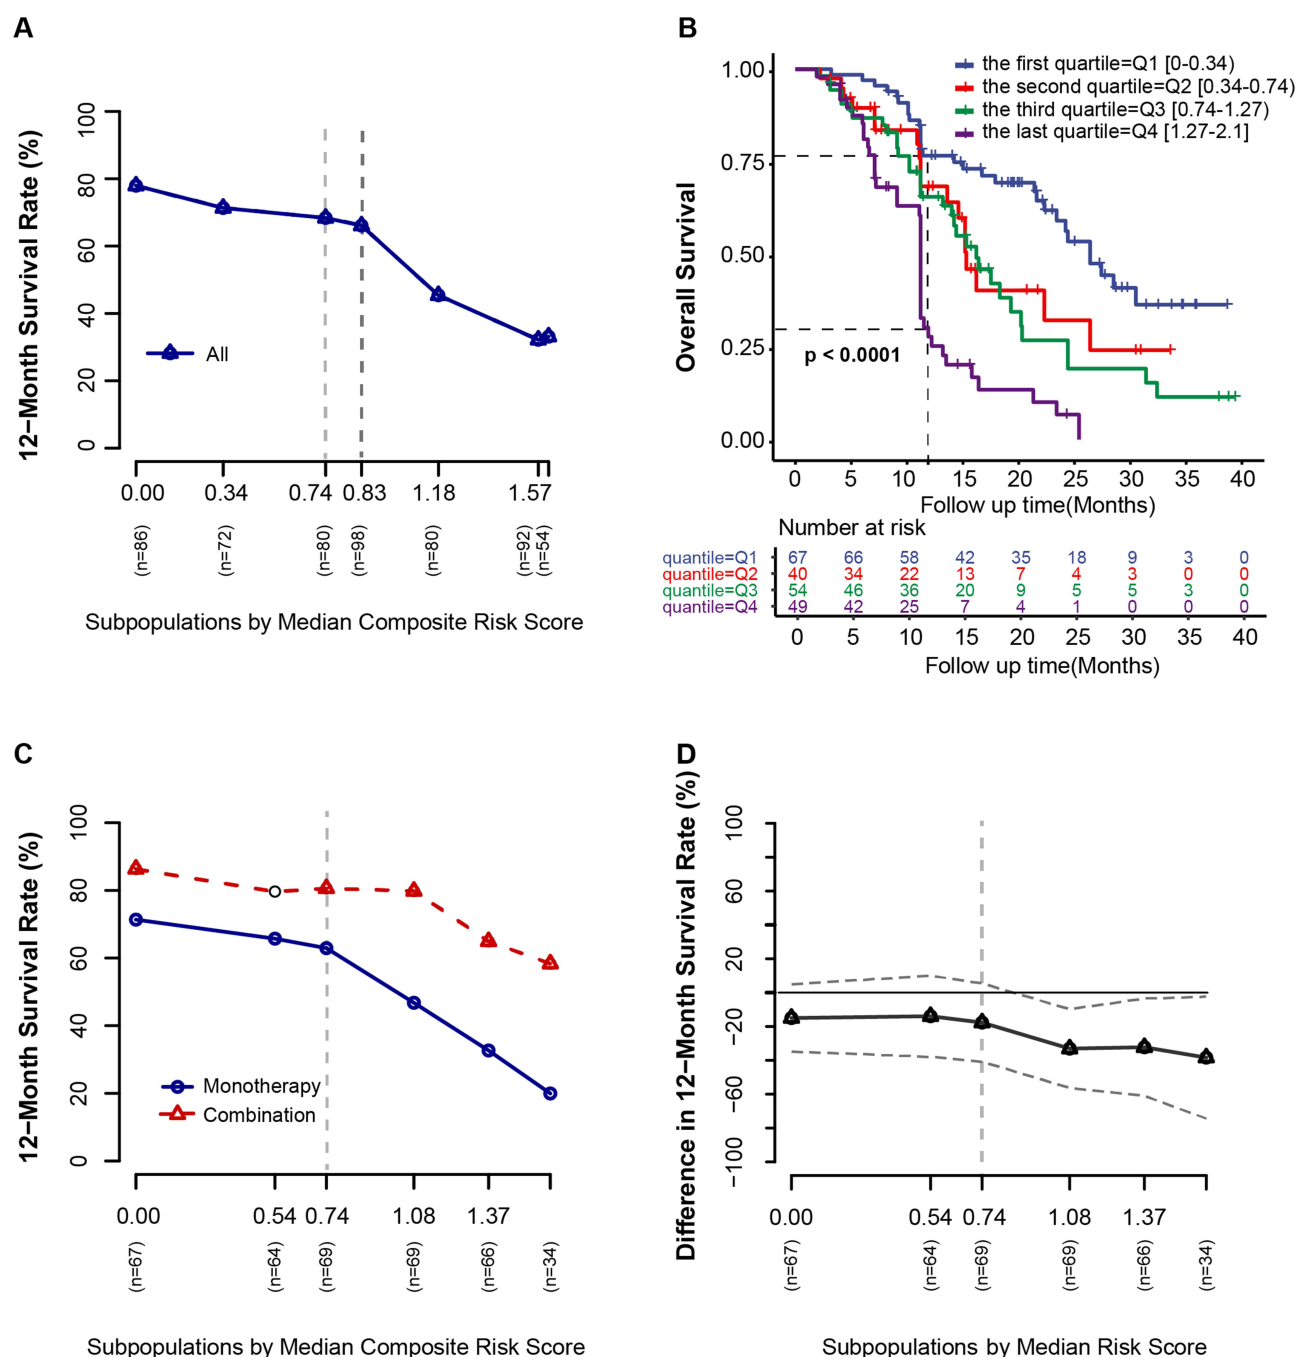 A
12−Month Survival Rate (%)
100
80
60
40
20
0
All
0.00 0.34 0.74 0.83 1.18 1.57
(n=86) (n=72) (n=80) (n=98) (n=80) (n=92) (n=54)
Subpopulations by Median Composite Risk Score
B
Overall Survival
1.00
0.75
0.50
0.25
0.00
the first quartile=Q1 [0-0.34)
the second quartile=Q2 [0.34-0.74)
the third quartile=Q3 [0.74-1.27)
the last quartile=Q4 [1.27-2.1]
p < 0.0001
0 5 10 15 20 25 30 35 40
Follow up time(Months)
Number at risk
quantile=Q1 67 66 58 42 35 18 9 3 0
quantile=Q2 40 34 22 13 7 4 3 0 0
quantile=Q3 54 46 36 20 9 5 5 3 0
quantile=Q4 49 42 25 7 4 1 0 0 0
0 5 10 15 20 25 30 35 40
Follow up time(Months)
C
12−Month Survival Rate (%)
100
80
60
40
20
0
Monotherapy
Combination
0.00 0.54 0.74 1.08 1.37
(n=67) (n=64) (n=69) (n=69) (n=66) (n=34)
Subpopulations by Median Composite Risk Score
D
Difference in 12−Month Survival Rate (%)
100
60
20
−20
−60
−100
0.00 0.54 0.74 1.08 1.37
(n=67) (n=64) (n=69) (n=69) (n=66) (n=34)
Subpopulations by Median Risk Score